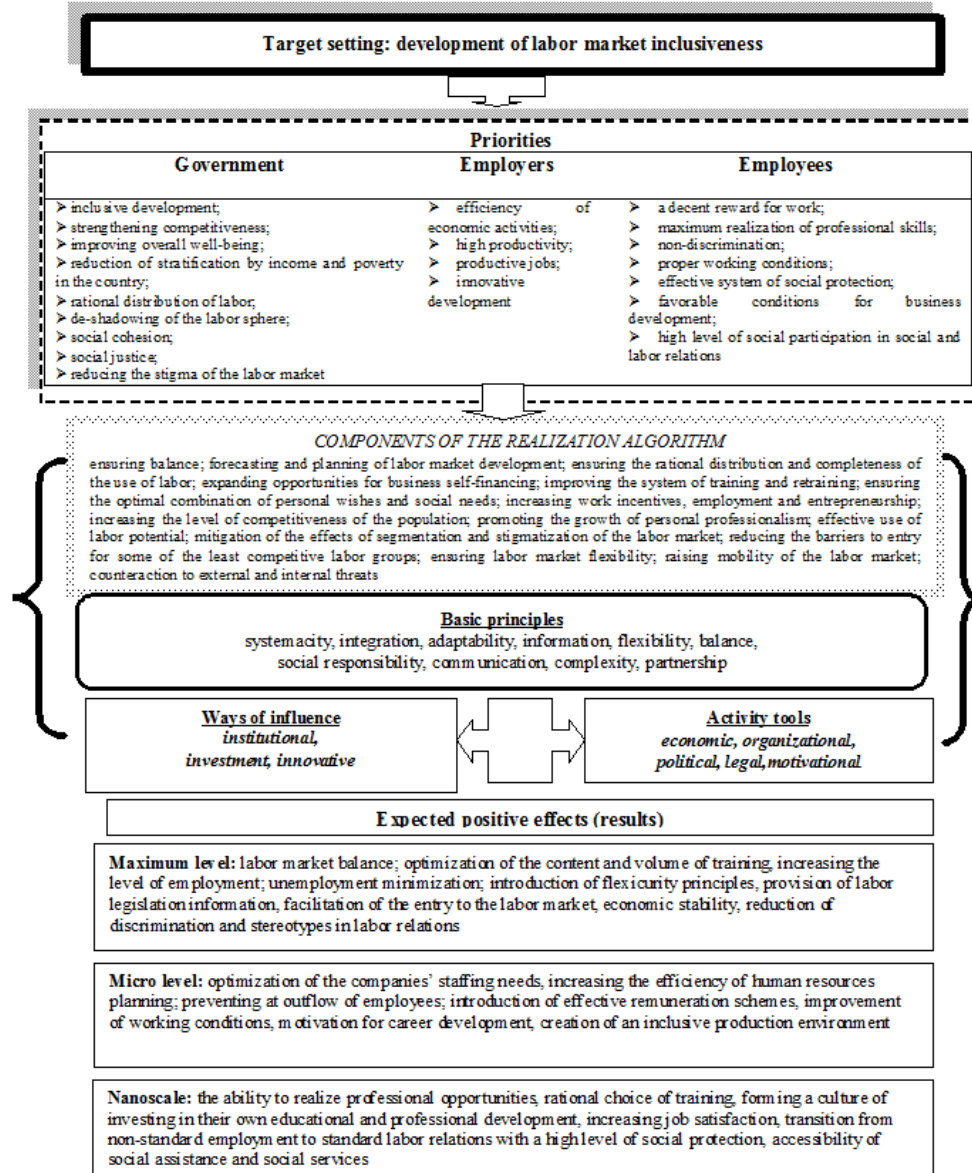 Target setting: development of labor market inclusiveness
Priorities
Government
Employers
Employees
➢ inclusive development;
➢ strengthening competitiveness;
➢ improving overall well-being;
➢ reduction of stratification by income and poverty
in the country;
➢ rational distribution of labor;
➢ de-shadowing of the labor sphere;
➢ social cohesion;
➢ social justice;
➢ reducing the stigma of the labor market
➢ efficiency of
economic activities;
➢ high productivity;
➢ productive jobs;
➢ innovative
development
➢ a decent reward for work;
➢ maximum realization of professional skills;
➢ non-discrimination;
➢ proper working conditions;
➢ effective system of social protection;
➢ favorable conditions for business
development;
➢ high level of social participation in social and
labor relations
COMPONENTS OF THE REALIZATION ALGORITHM
ensuring balance; forecasting and planning of labor market development; ensuring the rational distribution and completeness of
the use of labor; expanding opportunities for business self-financing; improving the system of training and retraining; ensuring
the optimal combination of personal wishes and social needs; increasing work incentives, employment and entrepreneurship;
increasing the level of competitiveness of the population; promoting the growth of personal professionalism; effective use of
labor potential; mitigation of the effects of segmentation and stigmatization of the labor market; reducing the barriers to entry
for some of the least competitive labor groups; ensuring labor market flexibility; raising mobility of the labor market;
counteraction to external and internal threats
Basic principles
systemacity, integration, adaptability, information, flexibility, balance,
social responsibility, communication, complexity, partnership
Ways of influence
institutional,
investment, innovative
Activity tools
economic, organizational,
political, legal, motivational
Expected positive effects (results)
Maximum level: labor market balance; optimization of the content and volume of training, increasing the
level of employment; unemployment minimization; introduction of flexicurity principles, provision of labor
legislation information, facilitation of the entry to the labor market, economic stability, reduction of
discrimination and stereotypes in labor relations
Micro level: optimization of the companies' staffing needs, increasing the efficiency of human resources
planning; preventing at outflow of employees; introduction of effective remuneration schemes, improvement
of working conditions, motivation for career development, creation of an inclusive production environment
Nanoscale: the ability to realize professional opportunities, rational choice of training, forming a culture of
investing in their own educational and professional development, increasing job satisfaction, transition from
non-standard employment to standard labor relations with a high level of social protection, accessibility of
social assistance and social services